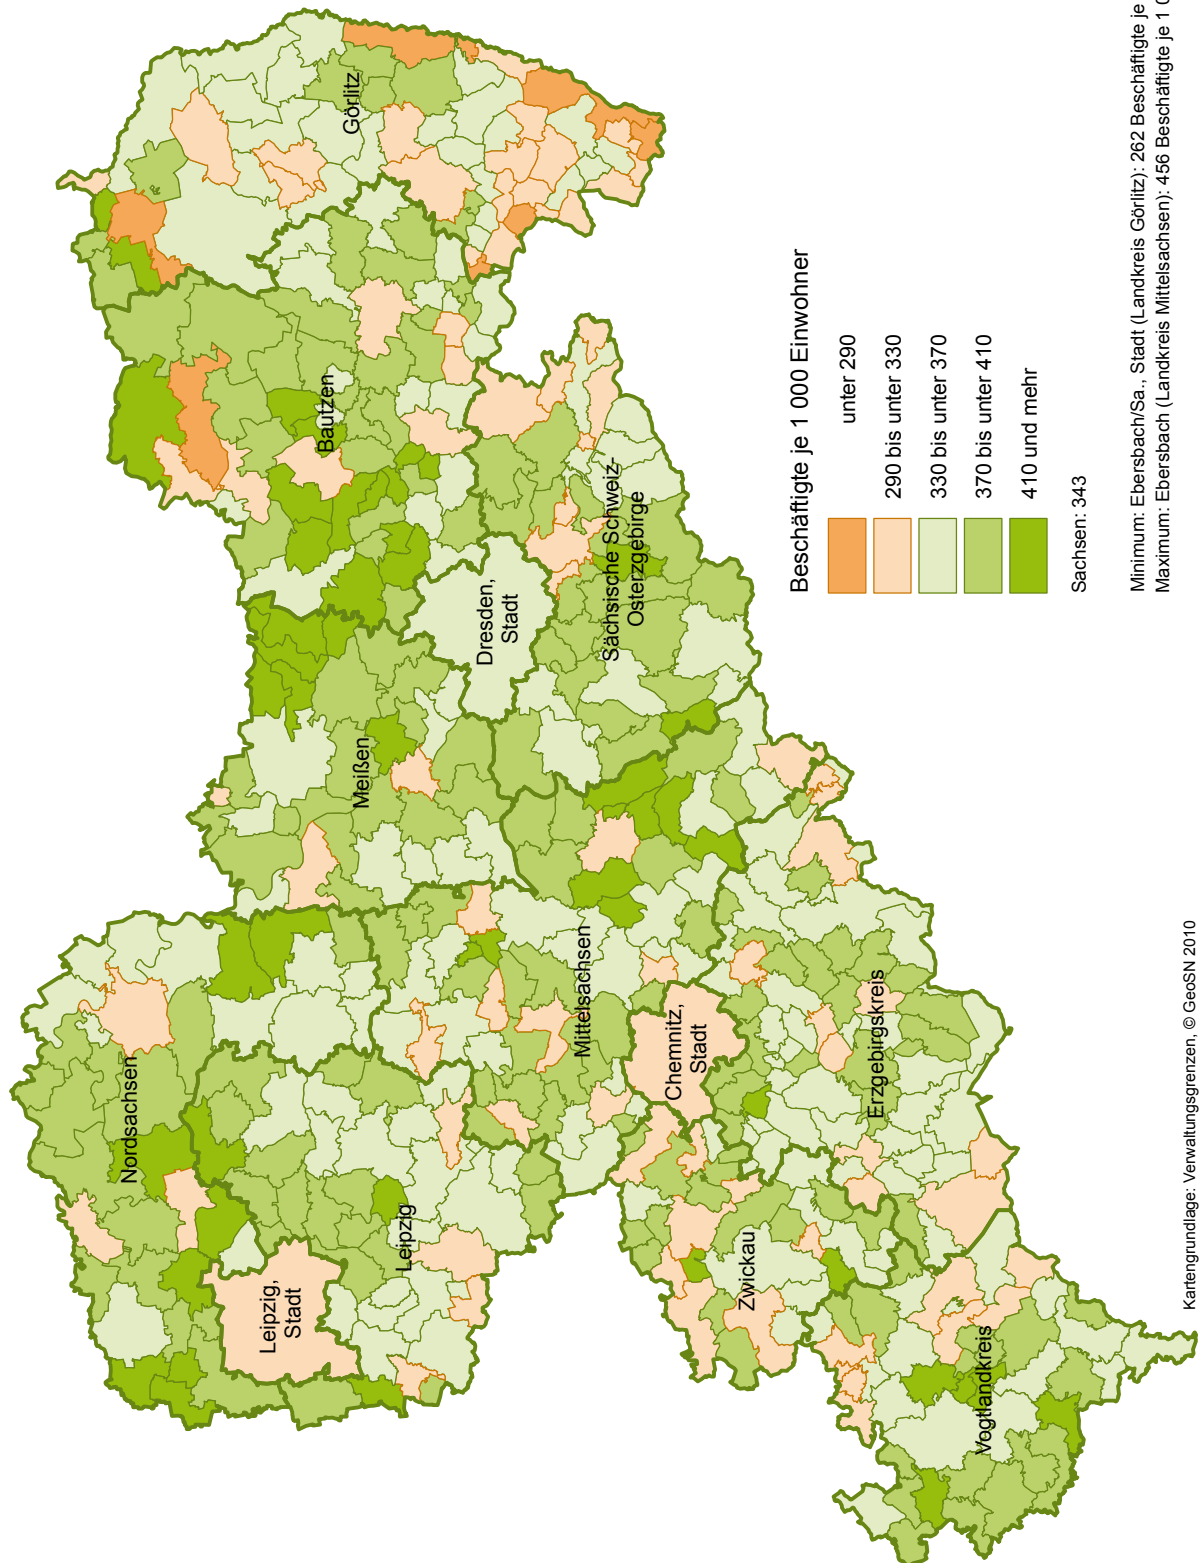 Görlitz
Bautzen
Sächsische Schweiz-
Osterzgebirge
Dresden,
Stadt
Meißen
Mittelsachsen
Chemnitz,
Stadt
Erzgebirgskreis
Nordsachsen
Leipzig
Leipzig,
Stadt
Zwickau
Vogtlandkreis
Beschäftigte je 1 000 Einwohner
unter 290
290 bis unter 330
330 bis unter 370
370 bis unter 410
410 und mehr
Sachsen: 343
Minimum: Ebersbach/Sa., Stadt (Landkreis Görlitz): 262 Beschäftigte je
Maximum: Ebersbach (Landkreis Mittelsachsen): 456 Beschäftigte je 1 0
Kartengrundlage: Verwaltungsgrenzen, © GeoSN 2010